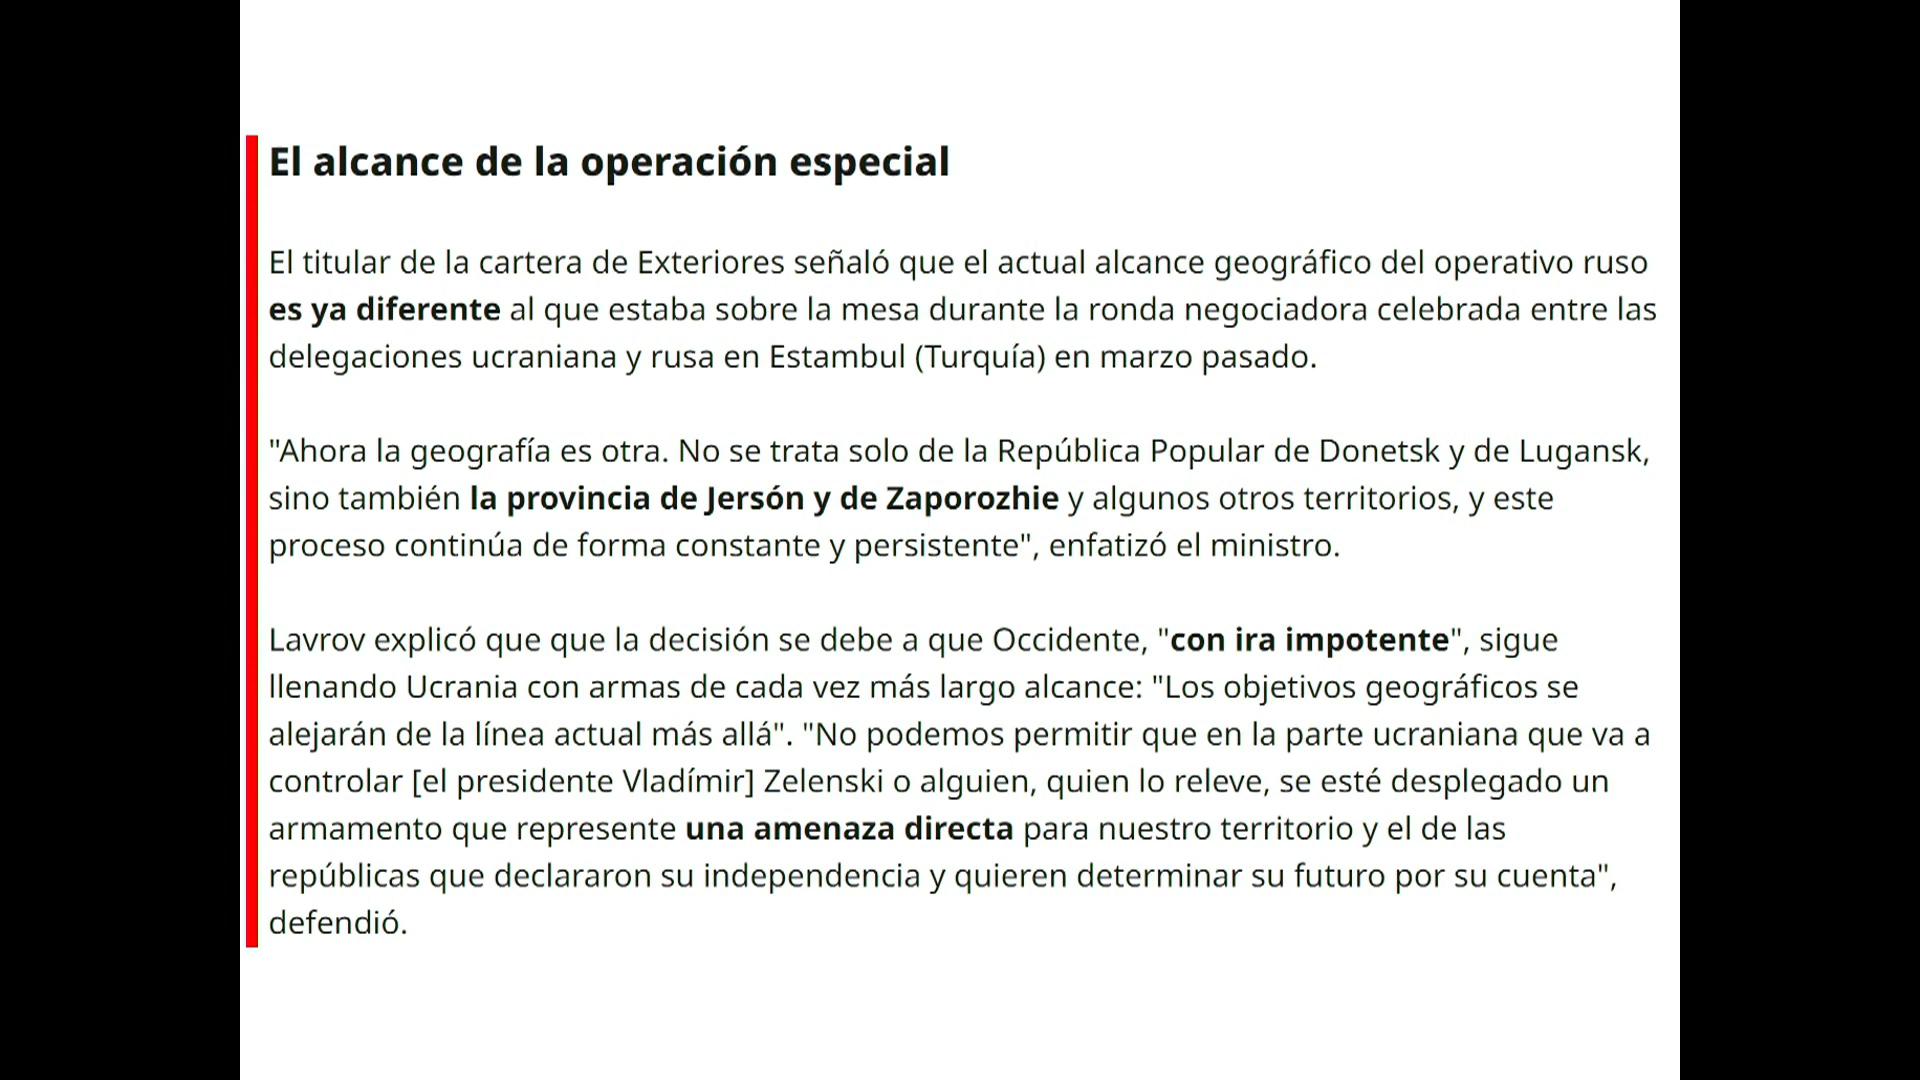 El alcance de la operación especial
El titular de la cartera de Exteriores señaló que el actual alcance geográfico del operativo ruso
es ya diferente al que estaba sobre la mesa durante la ronda negociadora celebrada entre las
delegaciones ucraniana y rusa en Estambul (Turquía) en marzo pasado.
"Ahora la geografía es otra. No se trata solo de la República Popular de Donetsk y de Lugansk,
sino también la provincia de Jersón y de Zaporozhie y algunos otros territorios, y este
proceso continúa de forma constante y persistente", enfatizó el ministro.
Lavrov explicó que que la decisión se debe a que Occidente, "con ira impotente", sigue
llenando Ucrania con armas de cada vez más largo alcance: "Los objetivos geográficos se
alejarán de la línea actual más allá". "No podemos permitir que en la parte ucraniana que va a
controlar [el presidente Vladímir] Zelenski o alguien, quien lo releve, se esté desplegado un
armamento que represente una amenaza directa para nuestro territorio y el de las
repúblicas que declararon su independencia y quieren determinar su futuro por su cuenta",
defendió.